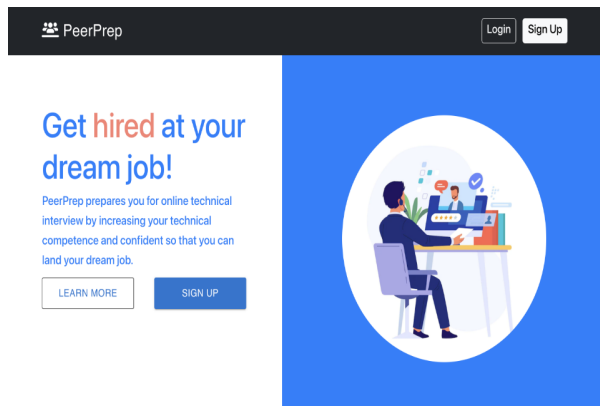 PeerPrep
Login
Sign Up
Get hired at your
dream job!
PeerPrep prepares you for online technical
interview by increasing your technical
competence and confident so that you can
land your dream job.
LEARN MORE
SIGN UP